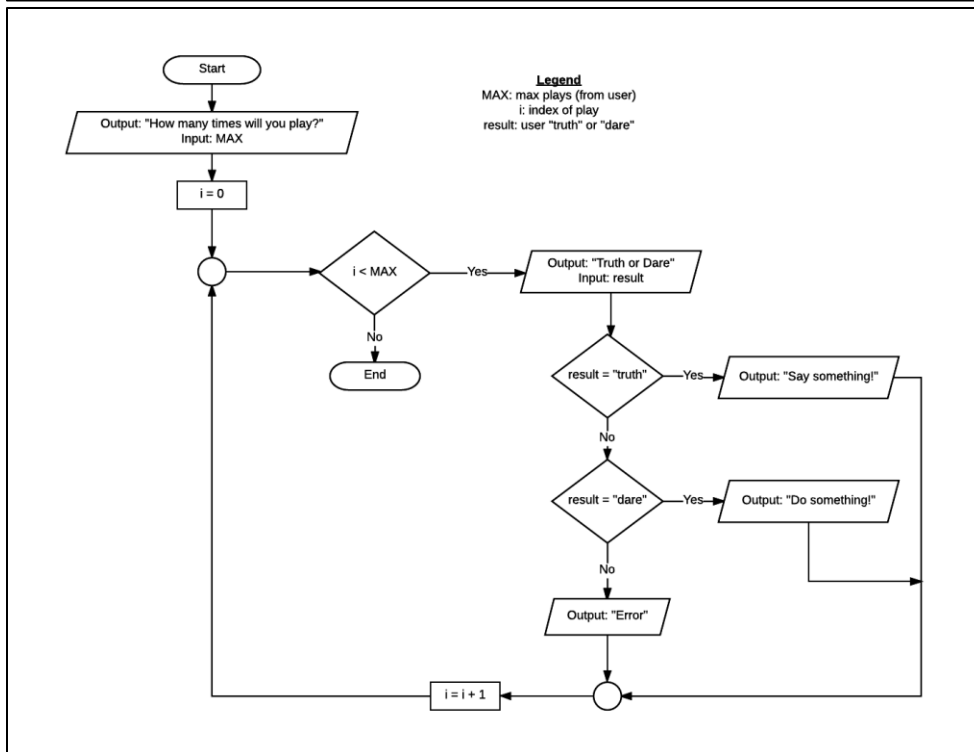 Start
Legend
MAX: max plays (from user)
i: index of play
result: user "truth" or "dare"
Output: "How many times will you play?"
Input: MAX
i = 0
i < MAX
Yes
Output: "Truth or Dare"
Input: result
No
End
result = "truth"
Yes
Output: "Say something!"
No
result = "dare"
Yes
Output: "Do something!"
No
Output: "Error"
i = i + 1